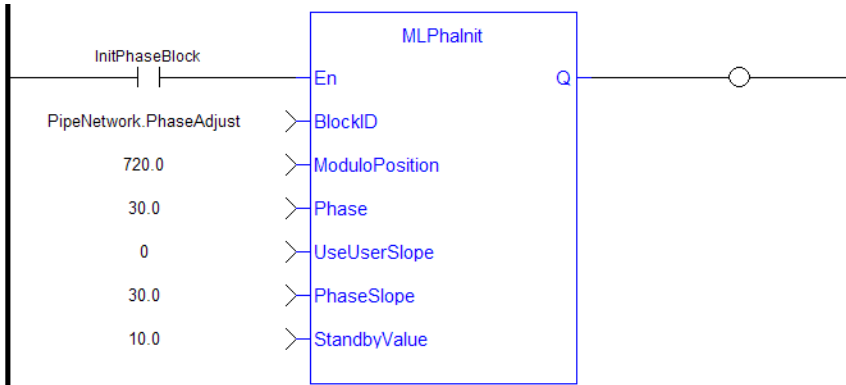 MLPhaInit
InitPhaseBlock
En Q
PipeNetwork.PhaseAdjust BlockID
720.0 ModuloPosition
30.0 Phase
0 UseUserSlope
30.0 PhaseSlope
10.0 StandbyValue